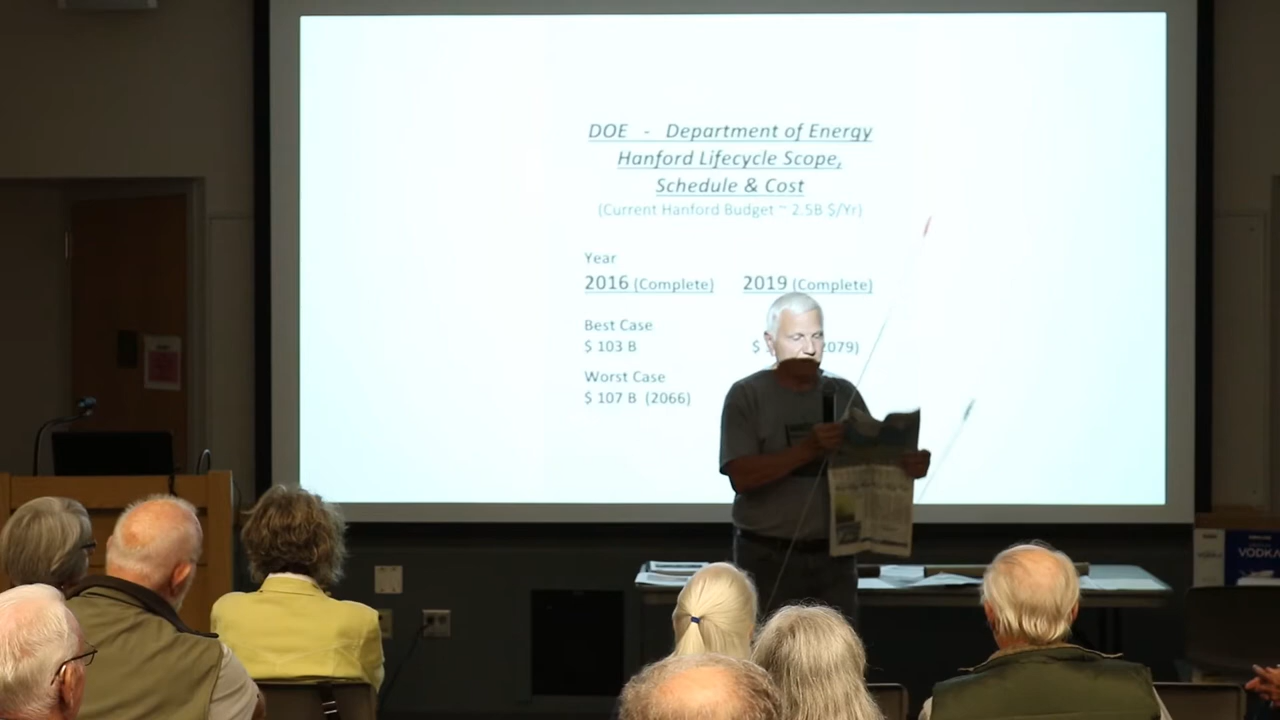 DOE - Department of Energy
Hanford Lifecycle Scope,
Schedule & Cost
(Current Hanford Budget ~ 2.5B $/Yr)
Year
2016 (Complete) 2019 (Complete)
Best Case
$ 103 B $ 2079)
Worst Case
$ 107 B (2066)
VODKA